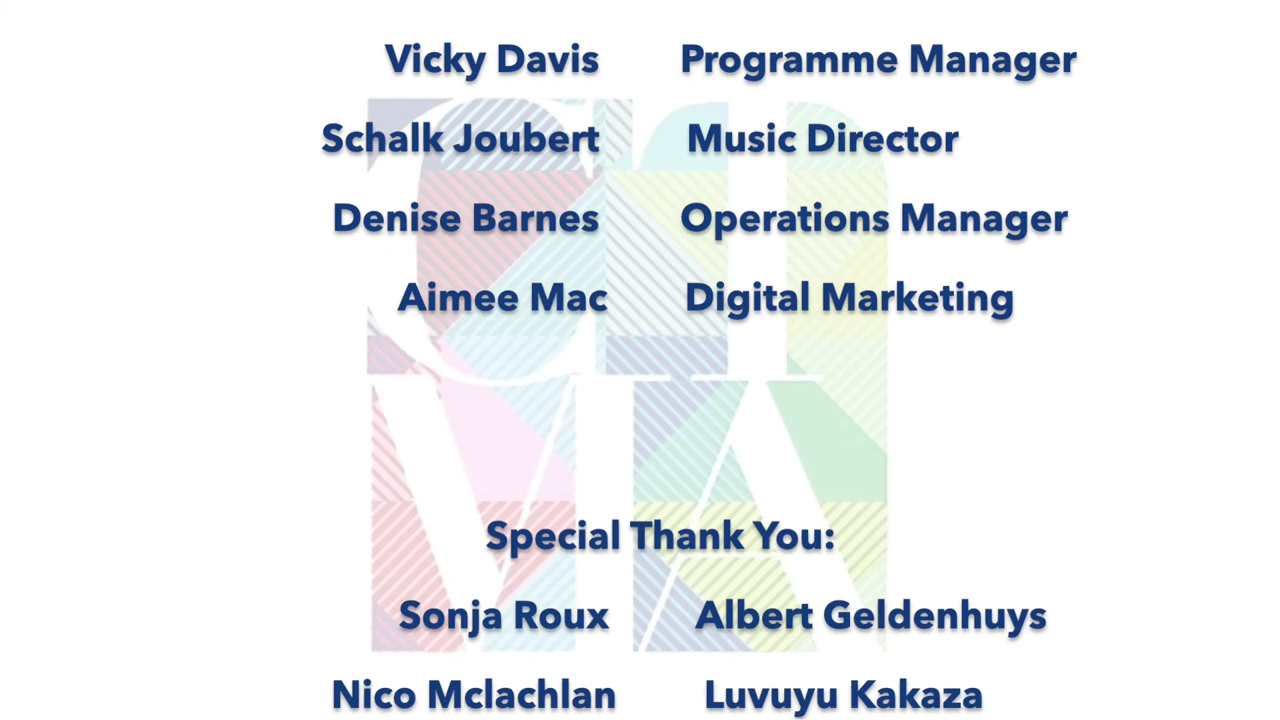 Vicky Davis Programme Manager
Schalk Joubert Music Director
Denise Barnes Operations Manager
Aimee Mac Digital Marketing
Special Thank You:
Sonja Roux Albert Geldenhuys
Nico Mclachlan Luvuyu Kakaza